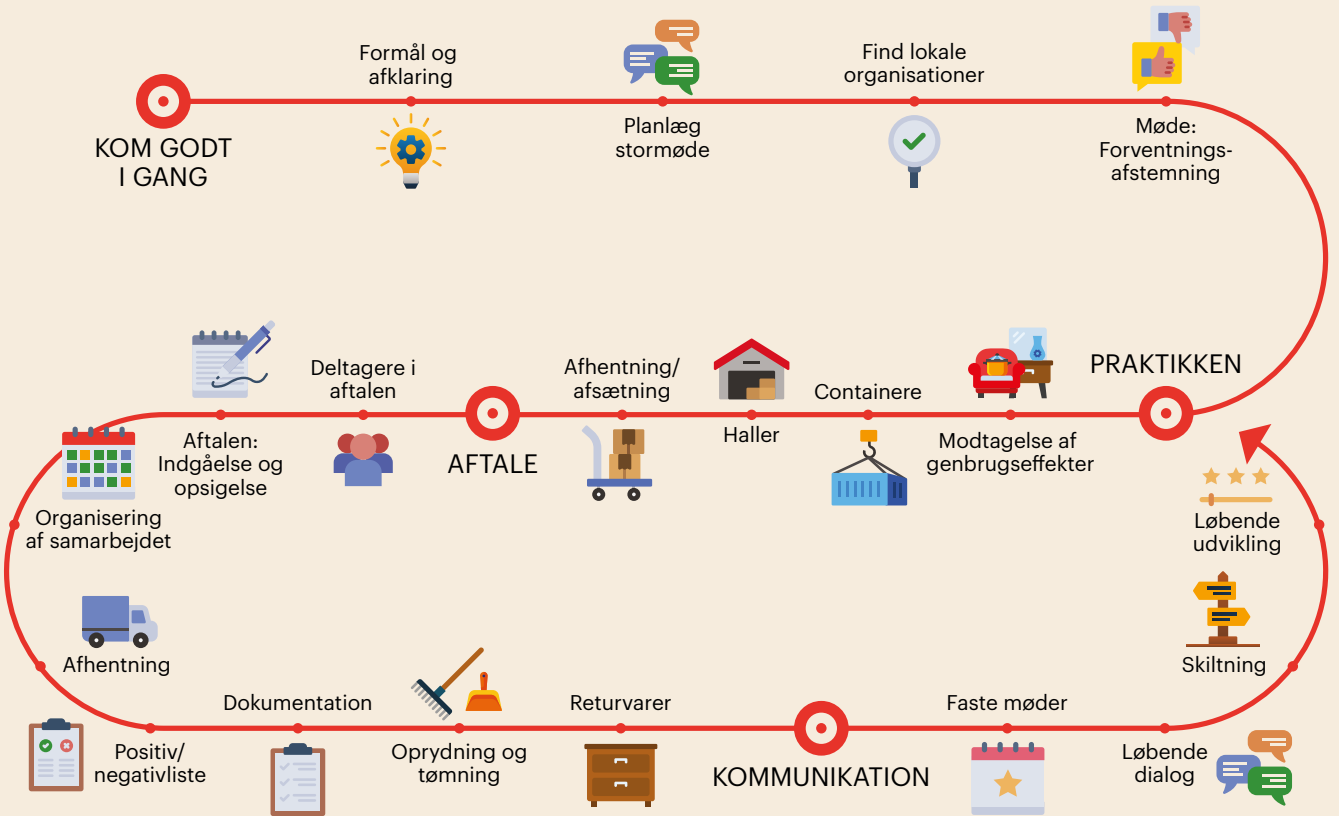 KOM GODT
I GANG
Formål og
afklaring
Planlæg
stormøde
Find lokale
organisationer
Møde:
Forventnings-
afstemning
PRAKTIKKEN
Modtagelse af
genbrugseffekter
Containere
Haller
Afhentning/
afsætning
AFTALE
Deltagere i
aftalen
Aftalen:
Indgåelse og
opsigelse
Organisering
af samarbejdet
Afhentning
Positiv/
negativliste
Dokumentation
Oprydning og
tømning
Returvarer
KOMMUNIKATION
Faste møder
Løbende
dialog
Skiltning
Løbende
udvikling